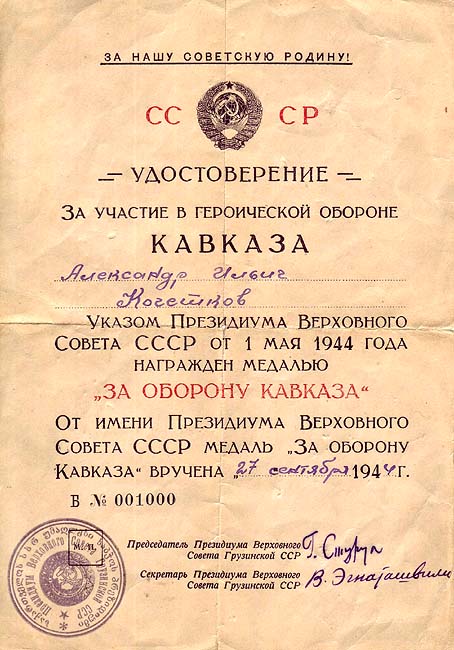 ЗА НАШУ СОВЕТСКУЮ РОДИНУ!
СС СР
УДОСТОВЕРЕНИЕ
ЗА УЧАСТИЕ В ГЕРОИЧЕСКОЙ ОБОРОНЕ
КАВКАЗА
Александр Ильич
Кочетков
УКАЗОМ ПРЕЗИДИУМА ВЕРХОВНОГО
СОВЕТА СССР ОТ 1 МАЯ 1944 ГОДА
НАГРАЖДЕН МЕДАЛЬЮ
„ЗА ОБОРОНУ КАВКАЗА“
ОТ ИМЕНИ ПРЕЗИДИУМА ВЕРХОВНОГО
СОВЕТА СССР МЕДАЛЬ „ЗА ОБОРОНУ
КАВКАЗА“ ВРУЧЕНА „27 сентября 1944 г.
В № 001000
М. П.
Председатель Президиума Верховного
Совета Грузинской ССР
Г. Стуруа
Секретарь Президиума Верховного
Совета Грузинской ССР
В. Эгнаташвили